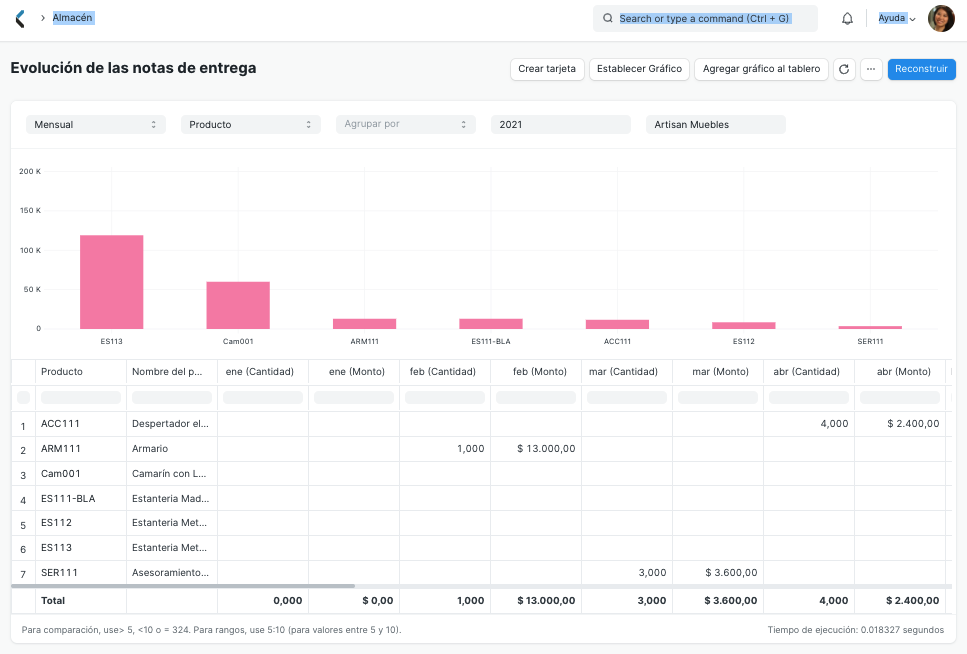 Almacén
Search or type a command (Ctrl + G)
Ayuda
Evolución de las notas de entrega
Crear tarjeta
Establecer Gráfico
Agregar gráfico al tablero
Reconstruir
Mensual
Producto
Agrupar por
2021
Artisan Muebles
200 K
150 K
100 K
50 K
0
ES113 Cam001 ARM111 ES111-BLA ACC111 ES112 SER111
Producto Nombre del p... ene (Cantidad) ene (Monto) feb (Cantidad) feb (Monto) mar (Cantidad) mar (Monto) abr (Cantidad) abr (Monto)
1 ACC111 Despertador el... 4,000 $ 2.400,00
2 ARM111 Armario 1,000 $ 13.000,00
3 Cam001 Camarín con L...
4 ES111-BLA Estanteria Mad...
5 ES112 Estanteria Met...
6 ES113 Estanteria Met...
7 SER111 Asesoramiento... 3,000 $ 3.600,00
Total 0,000 $ 0,00 1,000 $ 13.000,00 3,000 $ 3.600,00 4,000 $ 2.400,00
Para comparación, use> 5, <10 o = 324. Para rangos, use 5:10 (para valores entre 5 y 10).
Tiempo de ejecución: 0.018327 segundos